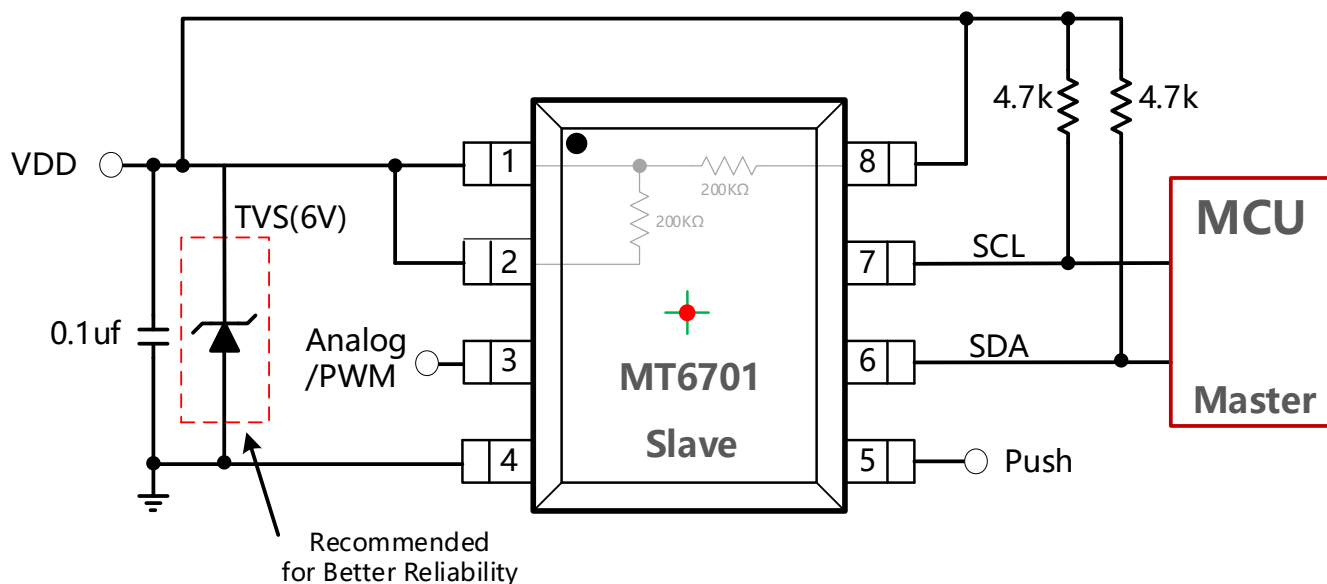 4.7k
4.7k
VDD
1
8
200KΩ
TVS(6V)
200KΩ
MCU
2
SCL
7
0.1uf
Analog
/PWM
3
SDA
6
MT6701
Master
Slave
4
5
Push
Recommended
for Better Reliability